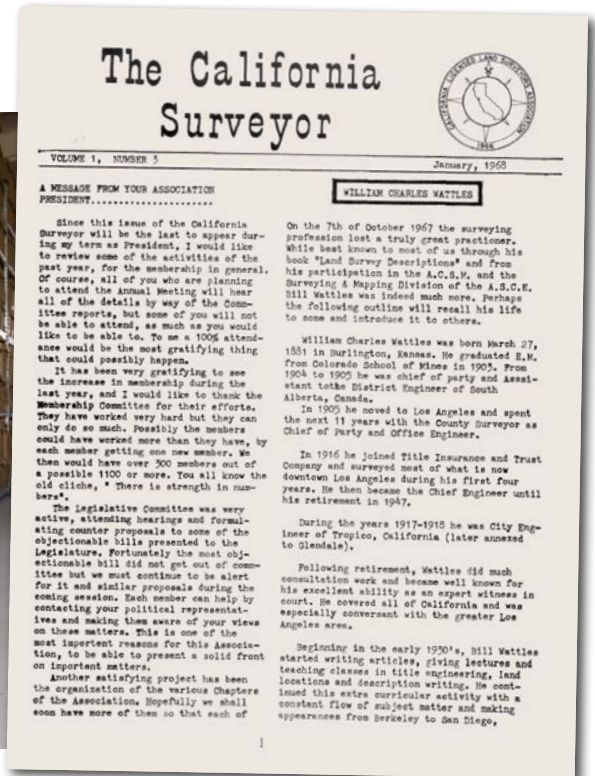 The California
Surveyor
CALIFORNIA LICENSED LAND SURVEYORS ASSOCIATION
1966
VOLUME 1, NUMBER 3
January, 1968
A MESSAGE FROM YOUR ASSOCIATION
PRESIDENT......................
Since this issue of the California
Surveyor will be the last to appear dur-
ing my term as President, I would like
to review some of the activities of the
past year, for the membership in general.
Of course, all of you who are planning
to attend the Annual Meeting will hear
all of the details by way of the Comm-
ittee reports, but some of you will not
be able to attend, as much as you would
like to be able to. To me a 100% attend-
ance would be the most gratifying thing
that could possibly happen.
It has been very gratifying to see
the increase in membership during the
last year, and I would like to thank the
Membership Committee for their efforts.
They have worked very hard but they can
only do so much. Possibly the members
could have worked more than they have, by
each member getting one new member. We
then would have over 300 members out of
a possible 1100 or more. You all know the
old cliche, " There is strength in num-
bers".
The Legislative Committee was very
active, attending hearings and formul-
ating counter proposals to some of the
objectionable bills presented to the
Legislature. Fortunately the most obj-
ectionable bill did not get out of comm-
ittee but we must continue to be alert
for it and similar proposals during the
coming session. Each member can help by
contacting your political representat-
ives and making them aware of your views
on these matters. This is one of the
most important reasons for this Associa-
tion, to be able to present a solid front
on important matters.
Another satisfying project has been
the organization of the various Chapters
of the Association. Hopefully we shall
soon have more of them so that each of
WILLIAM CHARLES WATTLES
On the 7th of October 1967 the surveying
profession lost a truly great practioner.
While best known to most of us through his
book "Land Survey Descriptions" and from
his participation in the A.C.S.M. and the
Surveying & Mapping Division of the A.S.C.E.
Bill Wattles was indeed much more. Perhaps
the following outline will recall his life
to some and introduce it to others.
William Charles Wattles was born March 27,
1881 in Burlington, Kansas. He graduated E.M.
from Colorado School of Mines in 1903. From
1904 to 1905 he was chief of party and Assi-
stant tothe District Engineer of South
Alberta, Canada.
In 1905 he moved to Los Angeles and spent
the next 11 years with the County Surveyor as
Chief of Party and Office Engineer.
In 1916 he joined Title Insurance and Trust
Company and surveyed most of what is now
downtown Los Angeles during his first four
years. He then became the Chief Engineer until
his retirement in 1947.
During the years 1917-1918 he was City Eng-
ineer of Tropico, California (later annexed
to Glendale).
Following retirement, Wattles did much
consultation work and became well known for
his excellent ability as an expert witness in
court. He covered all of California and was
especially conversant with the greater Los
Angeles area.
Beginning in the early 1930's, Bill Wattles
started writing articles, giving lectures and
teaching classes in title engineering, land
locations and description writing. He cont-
inued this extra curricular activity with a
constant flow of subject matter and making
appearances from Berkeley to San Diego,
1